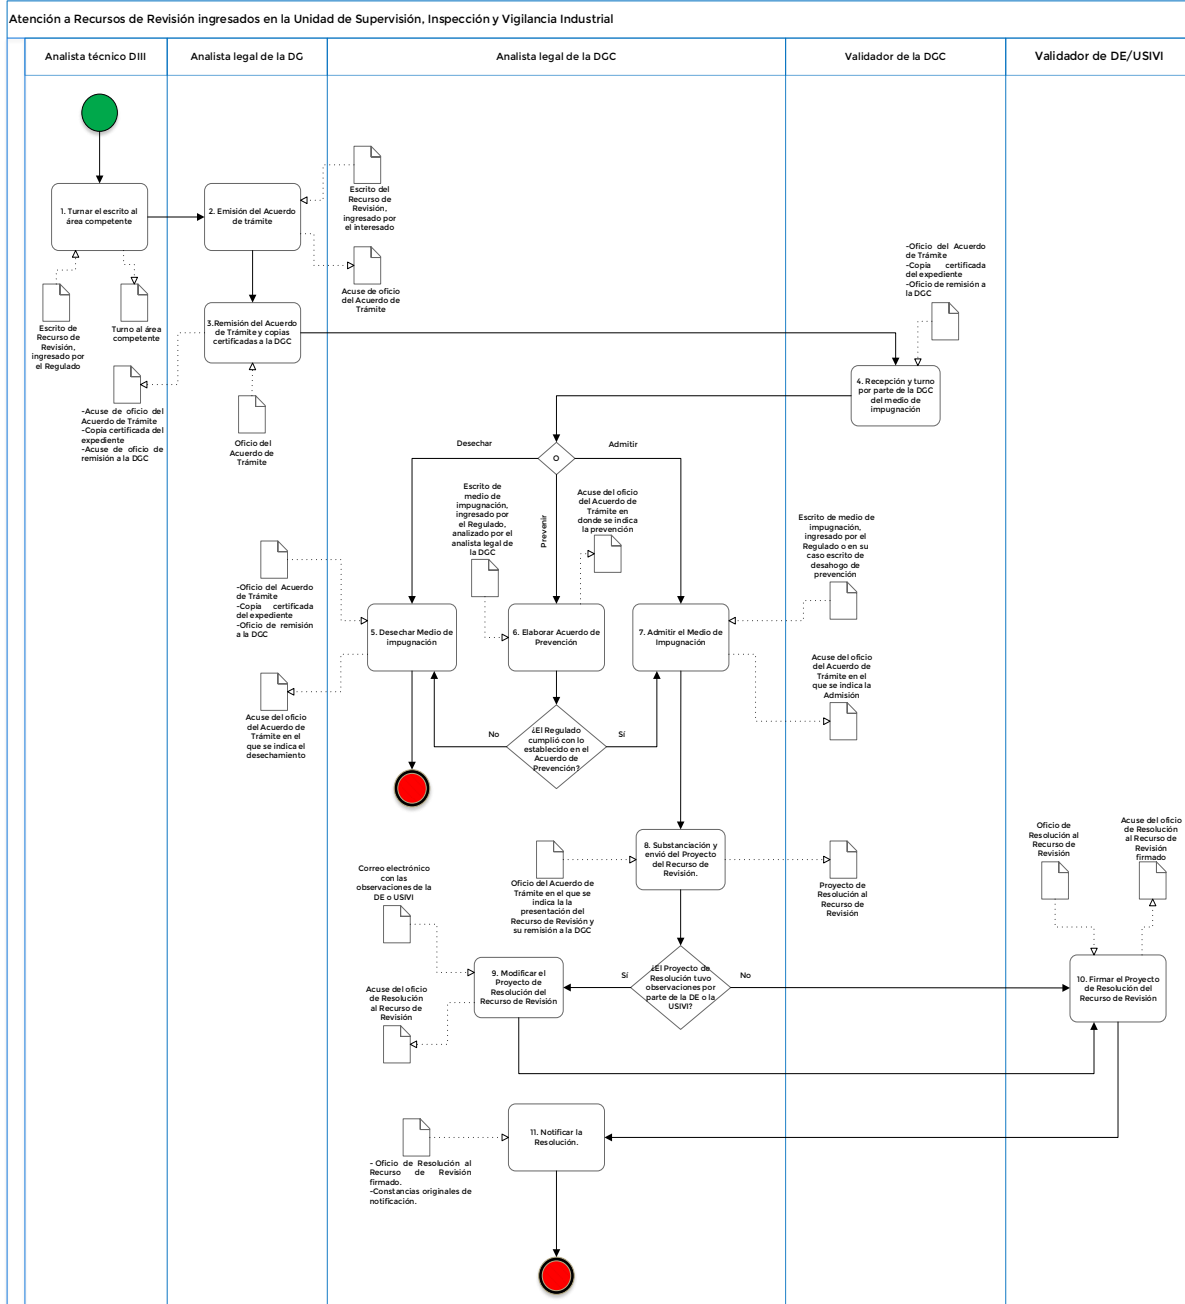 Atención a Recursos de Revisión ingresados en la Unidad de Supervisión, Inspección y Vigilancia Industrial
Analista técnico DIII
Analista legal de la DG
Analista legal de la DGC
Validador de la DGC
Validador de DE/USIVI
1. Turnar el escrito al
área competente
2. Emisión del Acuerdo
de trámite
Escrito del
Recurso de
Revisión,
ingresado por
el interesado
Acuse de oficio
del Acuerdo de
Trámite
Escrito de
Recurso de
Revisión,
ingresado por
el Regulado
Turno al área
competente
3.Remisión del Acuerdo
de Trámite y copias
certificadas a la DGC
-Acuse de oficio del
Acuerdo de Trámite
-Copia certificada del
expediente
-Acuse de oficio de
remisión a la DGC
Oficio del
Acuerdo de
Trámite
-Oficio del Acuerdo
de Trámite
-Copia certificada
del expediente
-Oficio de remisión a
la DGC
4. Recepción y turno
por parte de la DGC
del medio de
impugnación
Desechar
Admitir
O
Prevenir
Escrito de
medio de
impugnación,
ingresado por
el Regulado,
analizado por el
analista legal de
la DGC
Acuse del oficio
del Acuerdo de
Trámite en
donde se indica
la prevención
Escrito de medio de
impugnación,
ingresado por el
Regulado o en su
caso escrito de
desahogo de
prevención
-Oficio del Acuerdo
de Trámite
-Copia certificada
del expediente
-Oficio de remisión
a la DGC
5. Desechar Medio de
impugnación
6. Elaborar Acuerdo de
Prevención
7. Admitir el Medio de
Impugnación
Acuse del oficio
del Acuerdo de
Trámite en el
que se indica la
Admisión
Acuse del oficio
del Acuerdo de
Trámite en el
que se indica el
desechamiento
No
¿El Regulado
cumplió con lo
establecido en el
Acuerdo de
Prevención?
Sí
8. Substanciación y
envió del Proyecto
del Recurso de
Revisión.
Oficio del Acuerdo de
Trámite en el que se
indica la la
presentación del
Recurso de Revisión y
su remisión a la DGC
Proyecto de
Resolución al
Recurso de
Revisión
Oficio de
Resolución al
Recurso de
Revisión
Acuse del oficio
de Resolución
al Recurso de
Revisión
firmado
Correo electrónico
con las
observaciones de la
DE o USIVI
9. Modificar el
Proyecto de
Resolución del
Recurso de Revisión
Sí
¿El Proyecto de
Resolución tuvo
observaciones por
parte de la DE o la
USIVI?
No
10. Firmar el Proyecto
de Resolución del
Recurso de Revisión
Acuse del oficio
de Resolución
al Recurso de
Revisión
11. Notificar la
Resolución.
- Oficio de Resolución al
Recurso de Revisión
firmado.
-Constancias originales de
notificación.